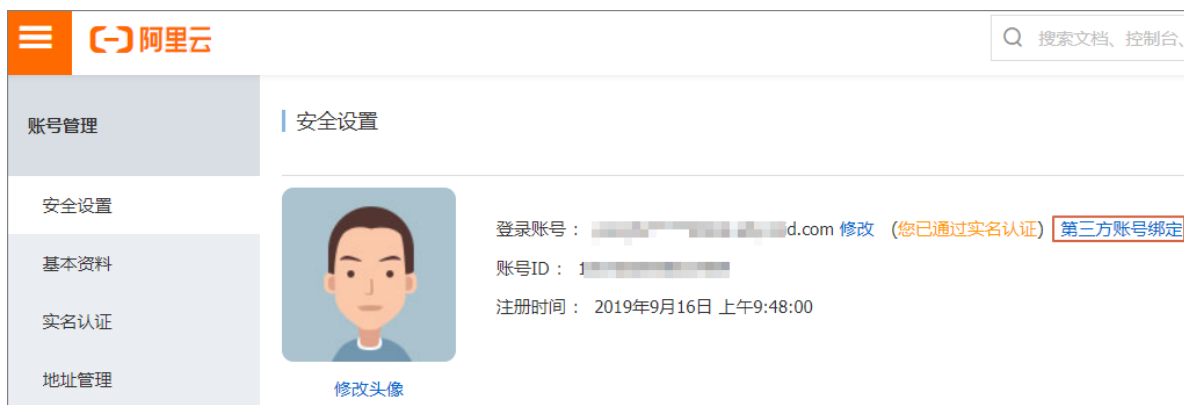 阿里云
搜索文档、控制台、
账号管理
安全设置
安全设置
基本资料
实名认证
地址管理
登录账号： d.com 修改 (您已通过实名认证) 第三方账号绑定
账号ID： 1
注册时间： 2019年9月16日 上午9:48:00
修改头像